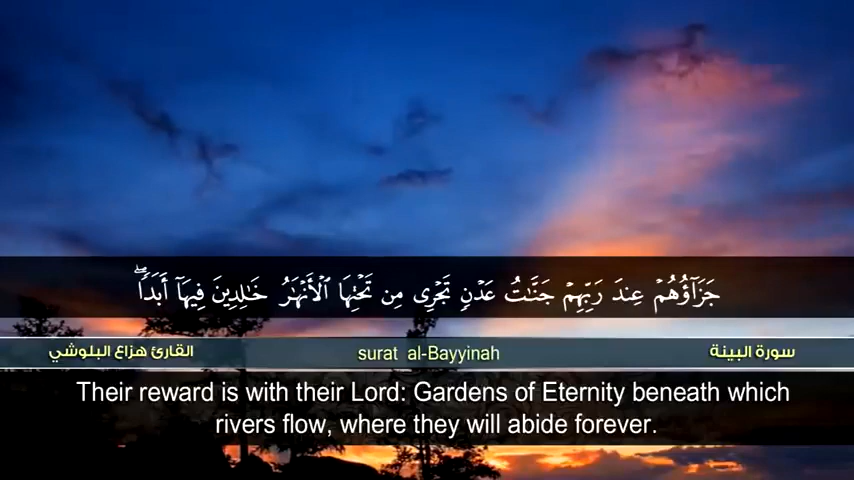 جَزَآؤُهُمْ عِندَ رَبِّهِمْ جَنَّٰتُ عَدْنٍ تَجْرِى مِن تَحْتِهَا ٱلْأَنْهَٰرُ خَٰلِدِينَ فِيهَآ أَبَدًا ۖ
سورة البينة surat al-Bayyinah القارئ هزاع البلوشي
Their reward is with their Lord: Gardens of Eternity beneath which
rivers flow, where they will abide forever.